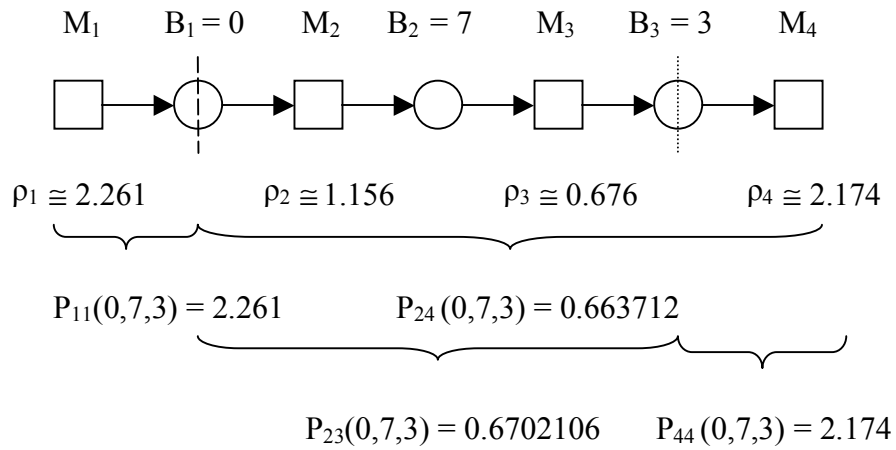 M₁ B₁ = 0 M₂ B₂ = 7 M₃ B₃ = 3 M₄
ρ₁ ≅ 2.261 ρ₂ ≅ 1.156 ρ₃ ≅ 0.676 ρ₄ ≅ 2.174
P₁₁(0,7,3) = 2.261 P₂₄ (0,7,3) = 0.663712
P₂₃(0,7,3) = 0.6702106 P₄₄ (0,7,3) = 2.174